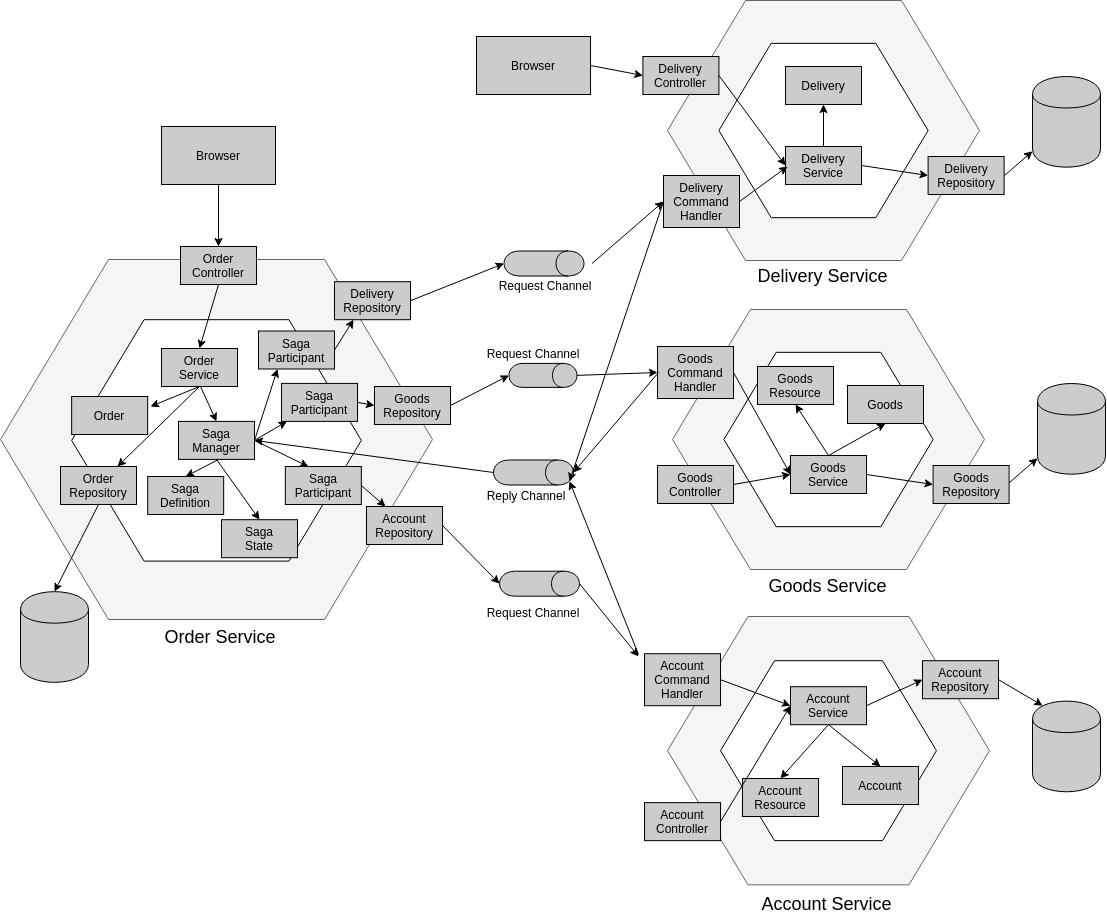 Browser
Delivery
Controller
Delivery
Delivery
Service
Delivery
Repository
Delivery
Command
Handler
Delivery Service
Browser
Order
Controller
Delivery
Repository
Request Channel
Saga
Participant
Order
Service
Saga
Participant
Goods
Repository
Request Channel
Order
Saga
Manager
Order
Repository
Saga
Definition
Saga
Participant
Saga
State
Account
Repository
Reply Channel
Request Channel
Order Service
Goods
Command
Handler
Goods
Resource
Goods
Goods
Controller
Goods
Service
Goods
Repository
Goods Service
Account
Command
Handler
Account
Service
Account
Repository
Account
Resource
Account
Account
Controller
Account Service